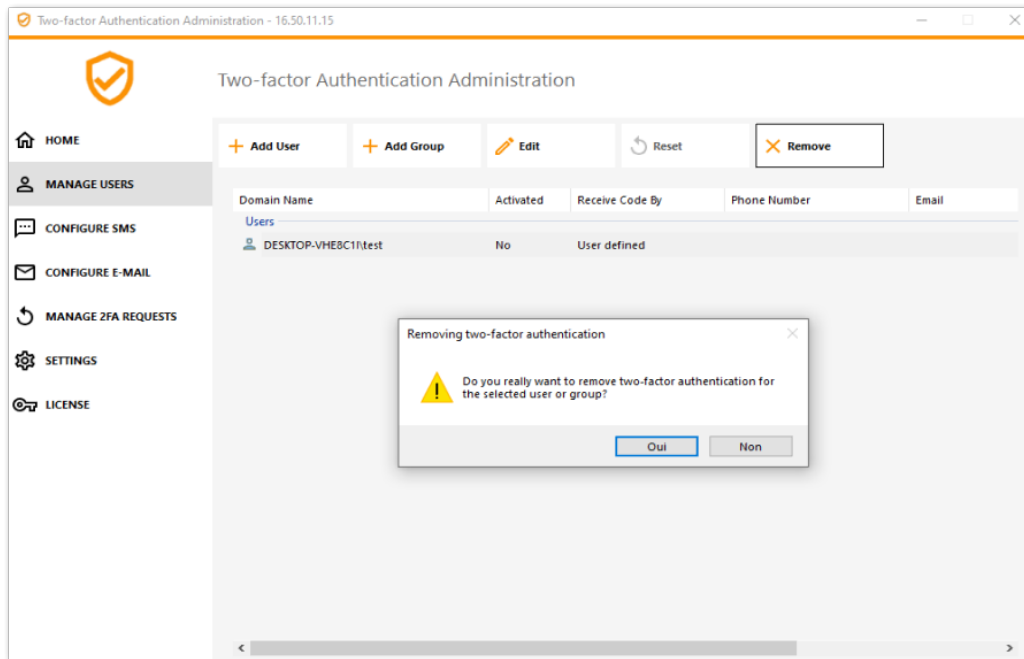 Two-factor Authentication Administration - 16.50.11.15
Two-factor Authentication Administration
HOME
MANAGE USERS
CONFIGURE SMS
CONFIGURE E-MAIL
MANAGE 2FA REQUESTS
SETTINGS
LICENSE
Add User Add Group Edit Reset Remove
Domain Name Activated Receive Code By Phone Number Email
Users
DESKTOP-VHE8C1I\test No User defined
Removing two-factor authentication
Do you really want to remove two-factor authentication for
the selected user or group?
Oui Non